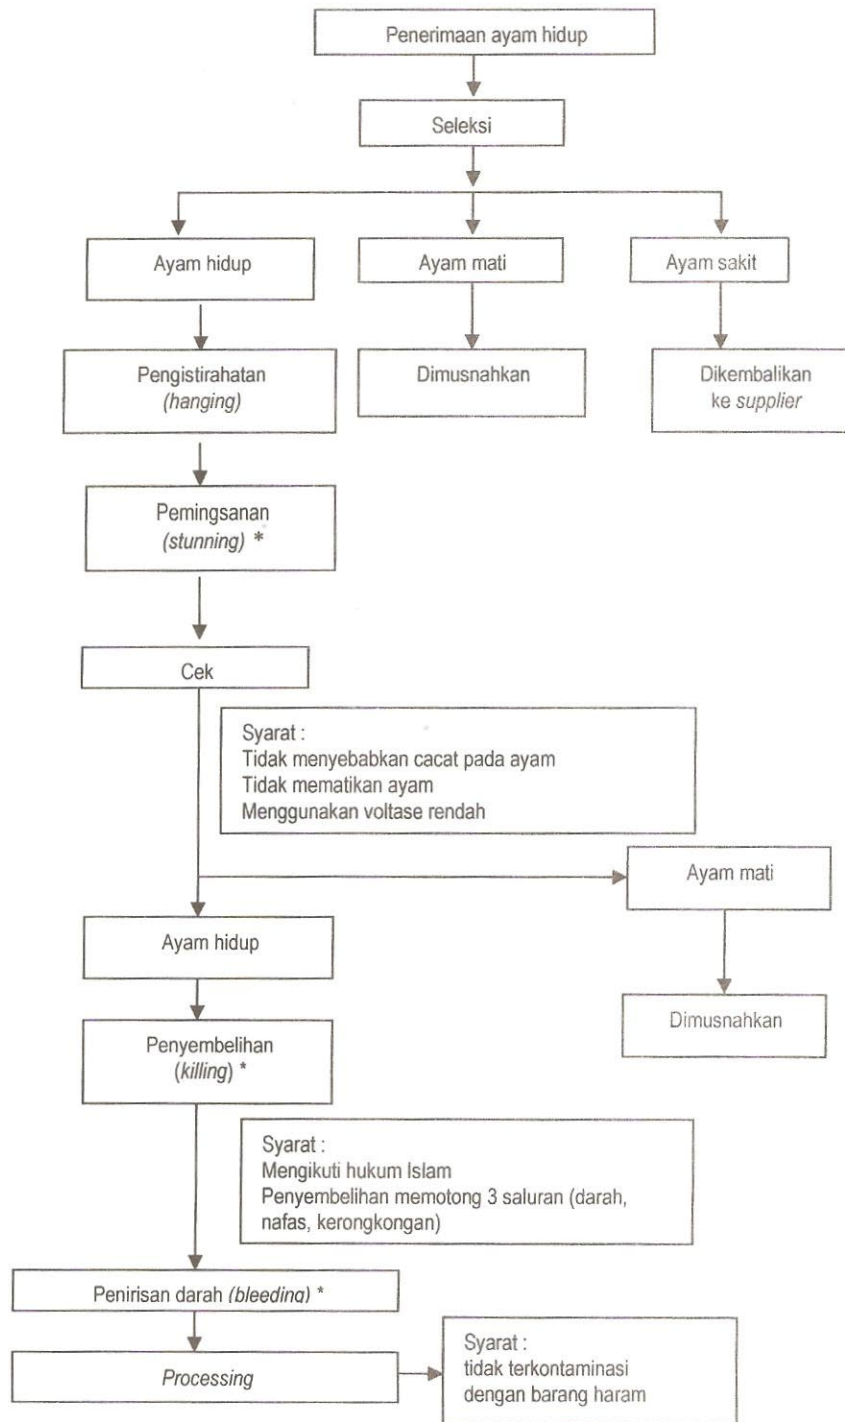 Penerimaan ayam hidup
Seleksi
Ayam hidup
Ayam mati
Ayam sakit
Pengistirahatan
(hanging)
Dimusnahkan
Dikembalikan
ke supplier
Pemingsanan
(stunning) *
Cek
Syarat :
Tidak menyebabkan cacat pada ayam
Tidak mematikan ayam
Menggunakan voltase rendah
Ayam mati
Ayam hidup
Dimusnahkan
Penyembelihan
(killing) *
Syarat :
Mengikuti hukum Islam
Penyembelihan memotong 3 saluran (darah,
nafas, kerongkongan)
Penirisan darah (bleeding) *
Processing
Syarat :
tidak terkontaminasi
dengan barang haram